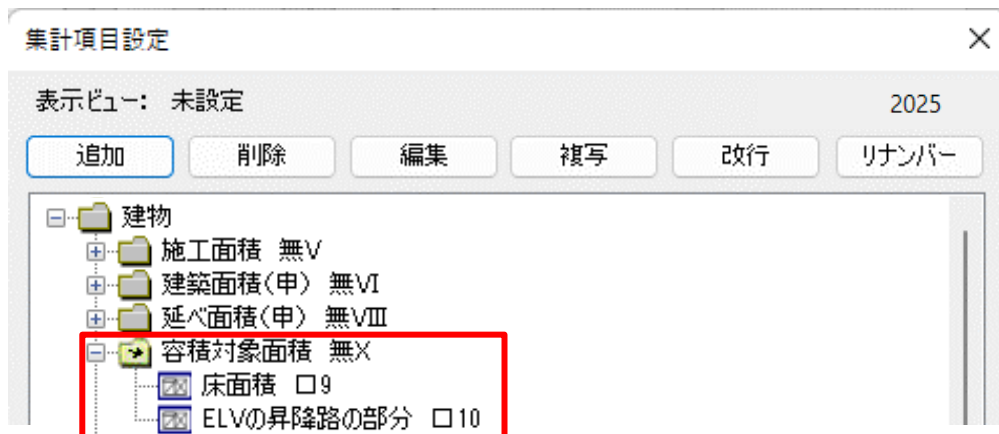 集計項目設定
表示ビュー： 未設定
2025
追加 削除 編集 複写 改行 リナンバー
建物
施工面積 無Ⅴ
建築面積(申) 無Ⅵ
延べ面積(申) 無Ⅷ
容積対象面積 無Ⅹ
床面積 ロ9
ELVの昇降路の部分 ロ10